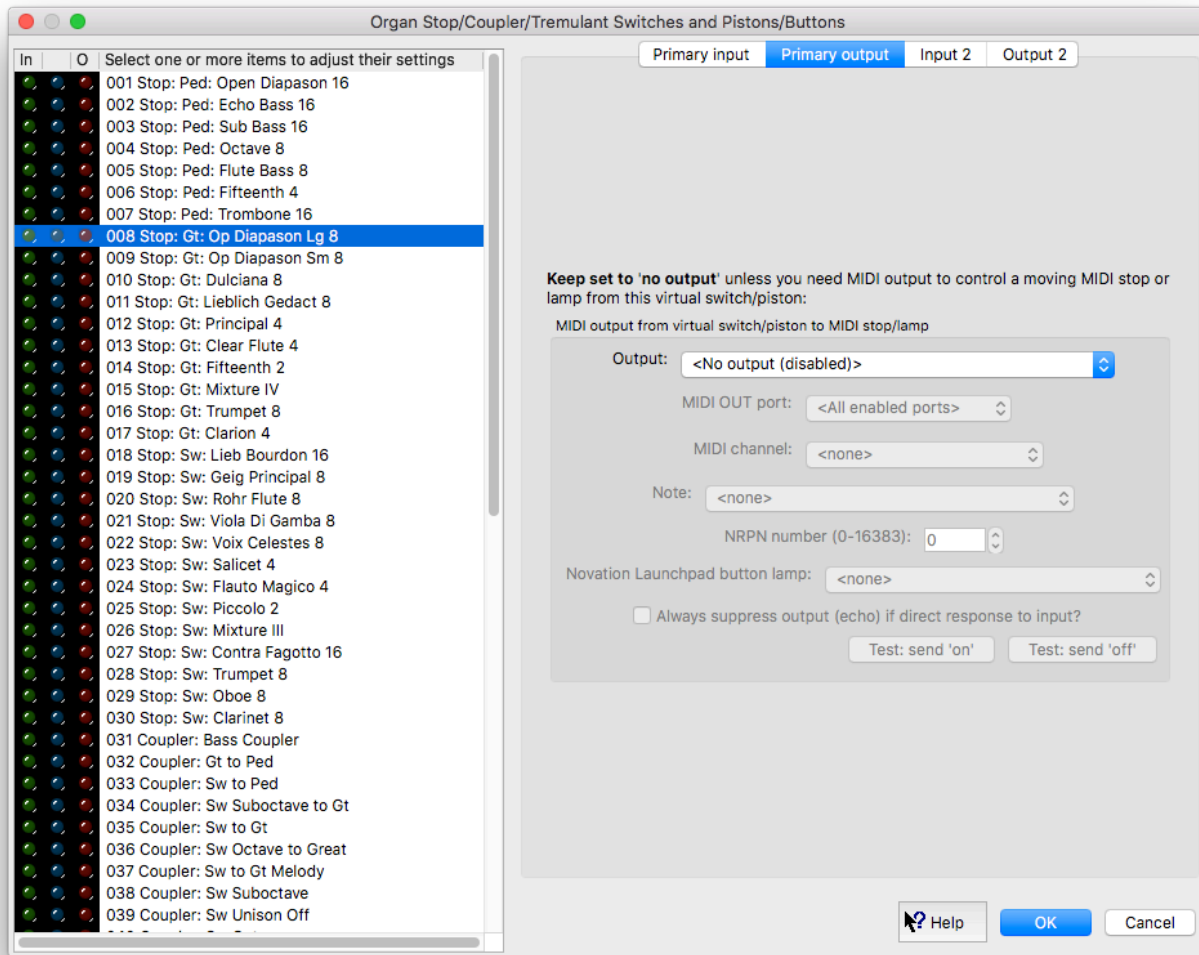 Organ Stop/Coupler/Tremulant Switches and Pistons/Buttons
In O Select one or more items to adjust their settings
001 Stop: Ped: Open Diapason 16
002 Stop: Ped: Echo Bass 16
003 Stop: Ped: Sub Bass 16
004 Stop: Ped: Octave 8
005 Stop: Ped: Flute Bass 8
006 Stop: Ped: Fifteenth 4
007 Stop: Ped: Trombone 16
008 Stop: Gt: Op Diapason Lg 8
009 Stop: Gt: Op Diapason Sm 8
010 Stop: Gt: Dulciana 8
011 Stop: Gt: Lieblich Gedact 8
012 Stop: Gt: Principal 4
013 Stop: Gt: Clear Flute 4
014 Stop: Gt: Fifteenth 2
015 Stop: Gt: Mixture IV
016 Stop: Gt: Trumpet 8
017 Stop: Gt: Clarion 4
018 Stop: Sw: Lieb Bourdon 16
019 Stop: Sw: Geig Principal 8
020 Stop: Sw: Rohr Flute 8
021 Stop: Sw: Viola Di Gamba 8
022 Stop: Sw: Voix Celestes 8
023 Stop: Sw: Salicet 4
024 Stop: Sw: Flauto Magico 4
025 Stop: Sw: Piccolo 2
026 Stop: Sw: Mixture III
027 Stop: Sw: Contra Fagotto 16
028 Stop: Sw: Trumpet 8
029 Stop: Sw: Oboe 8
030 Stop: Sw: Clarinet 8
031 Coupler: Bass Coupler
032 Coupler: Gt to Ped
033 Coupler: Sw to Ped
034 Coupler: Sw Suboctave to Gt
035 Coupler: Sw to Gt
036 Coupler: Sw Octave to Great
037 Coupler: Sw to Gt Melody
038 Coupler: Sw Suboctave
039 Coupler: Sw Unison Off
Primary input Primary output Input 2 Output 2
Keep set to 'no output' unless you need MIDI output to control a moving MIDI stop or
lamp from this virtual switch/piston:
MIDI output from virtual switch/piston to MIDI stop/lamp
Output: <No output (disabled)>
MIDI OUT port: <All enabled ports>
MIDI channel: <none>
Note: <none>
NRPN number (0-16383): 0
Novation Launchpad button lamp: <none>
Always suppress output (echo) if direct response to input?
Test: send 'on' Test: send 'off'
? Help OK Cancel